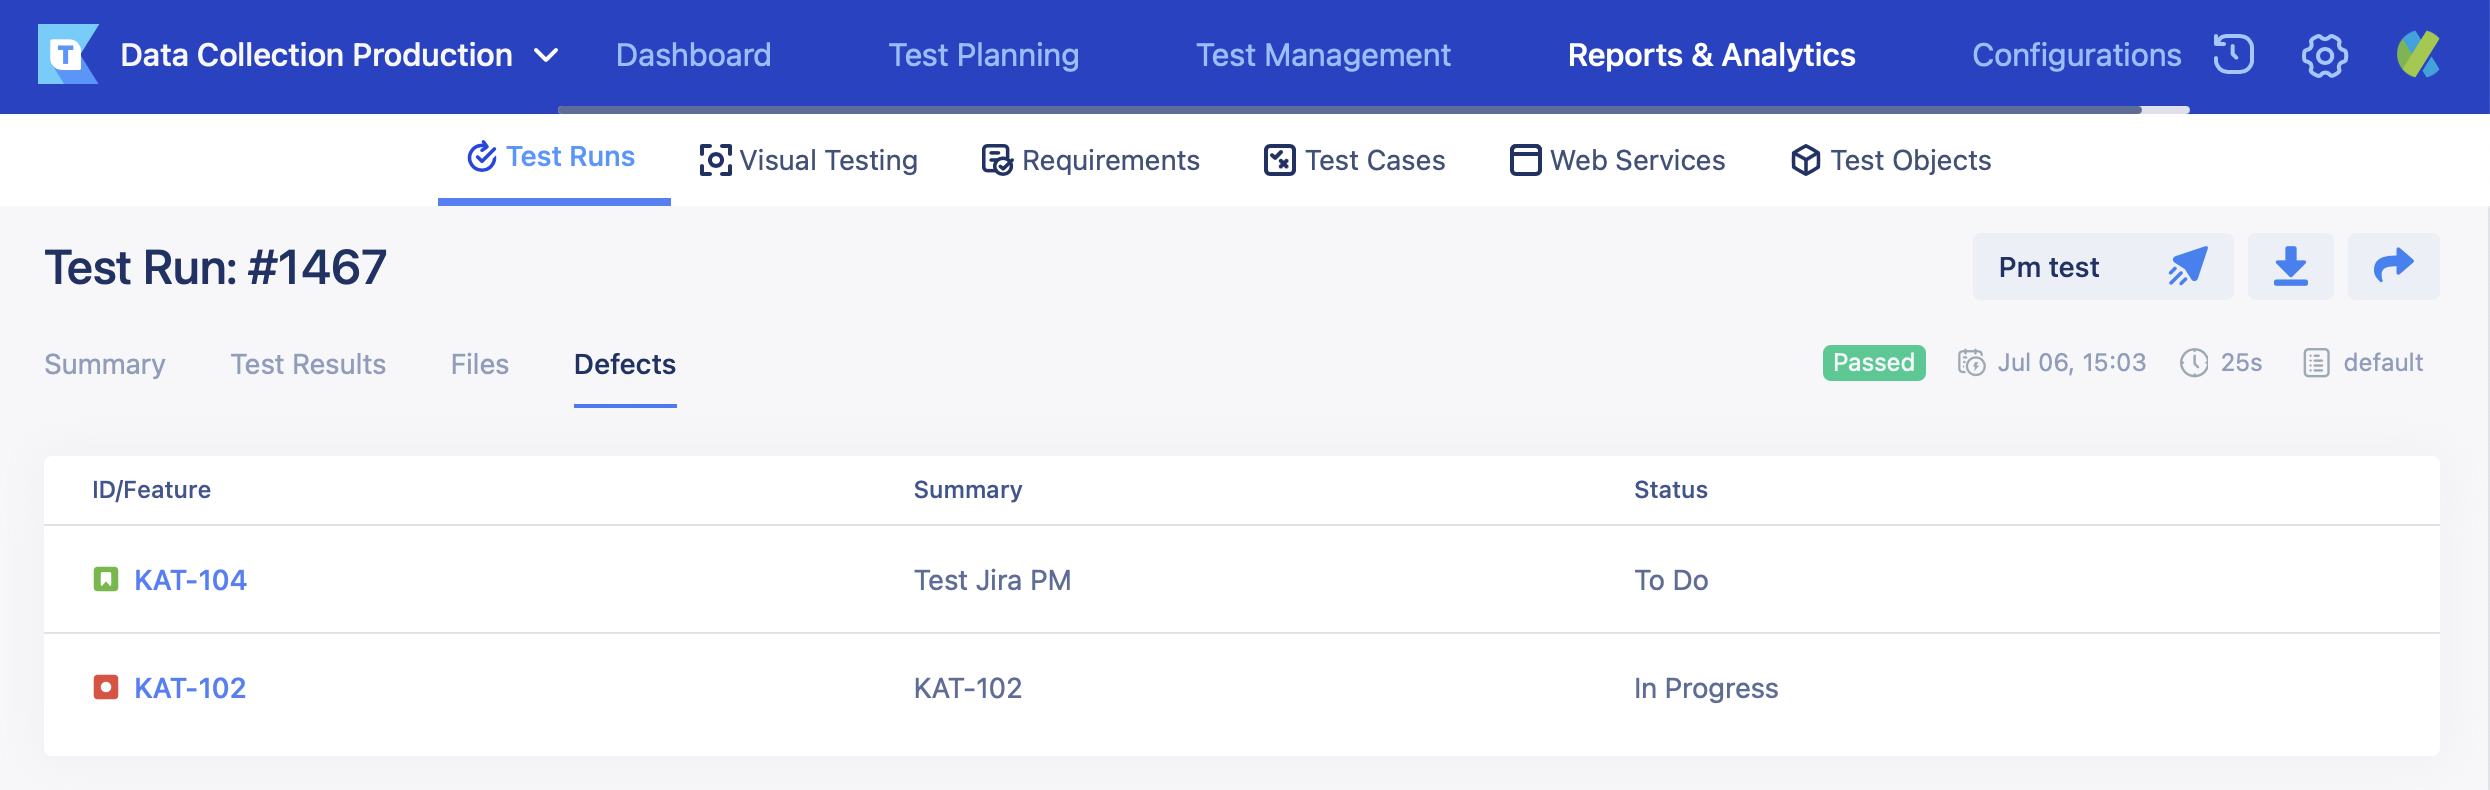 Data Collection Production Dashboard Test Planning Test Management Reports & Analytics Configurations
Test Runs Visual Testing Requirements Test Cases Web Services Test Objects
Test Run: #1467 Pm test
Summary Test Results Files Defects Passed Jul 06, 15:03 25s default
ID/Feature Summary Status
KAT-104 Test Jira PM To Do
KAT-102 KAT-102 In Progress